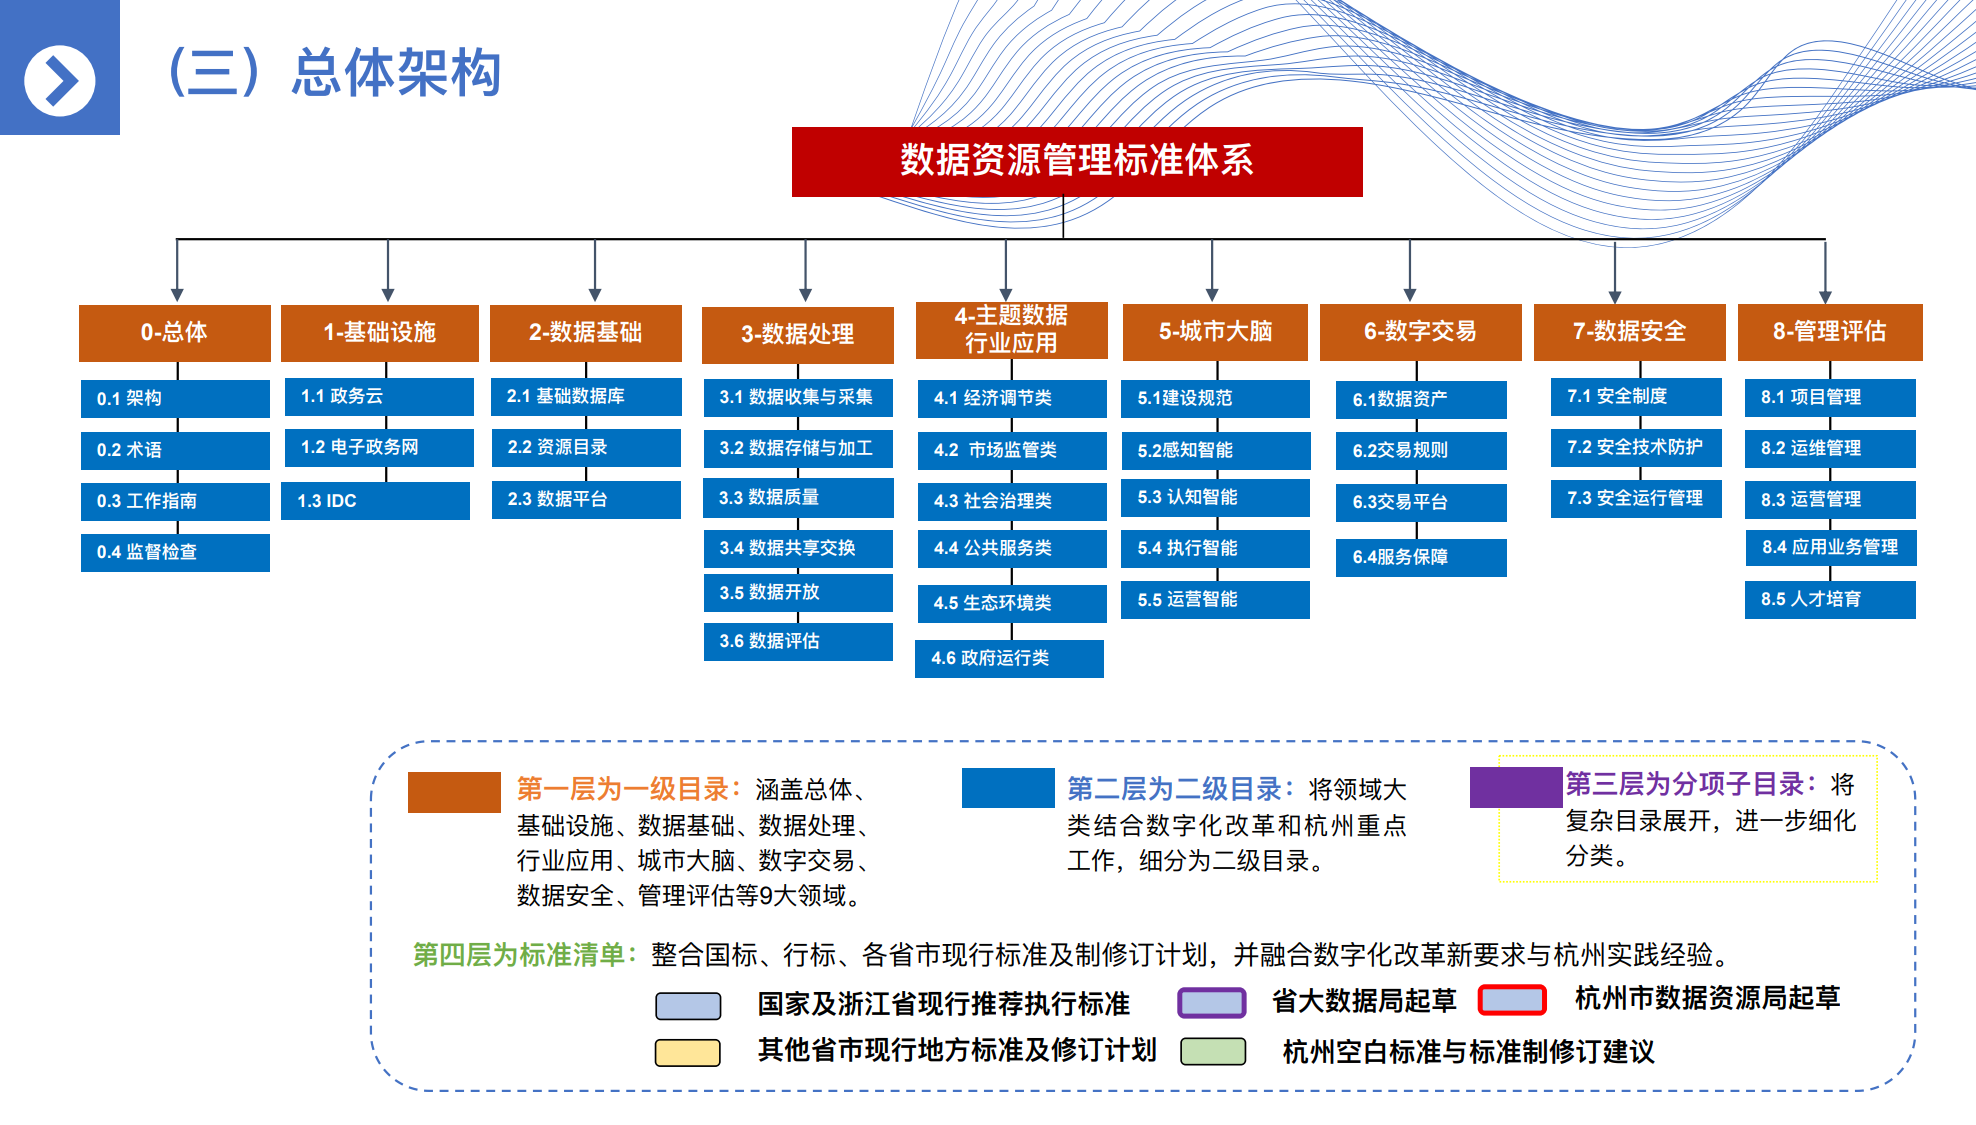 (三）总体架构
数据资源管理标准体系
0-总体
0.1 架构
0.2 术语
0.3 工作指南
0.4 监督检查
1-基础设施
1.1 政务云
1.2 电子政务网
1.3 IDC
2-数据基础
2.1 基础数据库
2.2 资源目录
2.3 数据平台
3-数据处理
3.1 数据收集与采集
3.2 数据存储与加工
3.3 数据质量
3.4 数据共享交换
3.5 数据开放
3.6 数据评估
4-主题数据
行业应用
4.1 经济调节类
4.2 市场监管类
4.3 社会治理类
4.4 公共服务类
4.5 生态环境类
4.6 政府运行类
5-城市大脑
5.1建设规范
5.2感知智能
5.3 认知智能
5.4 执行智能
5.5 运营智能
6-数字交易
6.1数据资产
6.2交易规则
6.3交易平台
6.4服务保障
7-数据安全
7.1 安全制度
7.2 安全技术防护
7.3 安全运行管理
8-管理评估
8.1 项目管理
8.2 运维管理
8.3 运营管理
8.4 应用业务管理
8.5 人才培育
第一层为一级目录：涵盖总体、
基础设施、数据基础、数据处理、
行业应用、城市大脑、数字交易、
数据安全、管理评估等9大领域。
第二层为二级目录：将领域大
类结合数字化改革和杭州重点
工作，细分为二级目录。
第三层为分项子目录：将
复杂目录展开，进一步细化
分类。
第四层为标准清单：整合国标、行标、各省市现行标准及制修订计划，并融合数字化改革新要求与杭州实践经验。
国家及浙江省现行推荐执行标准
省大数据局起草
杭州市数据资源局起草
其他省市现行地方标准及修订计划
杭州空白标准与标准制修订建议